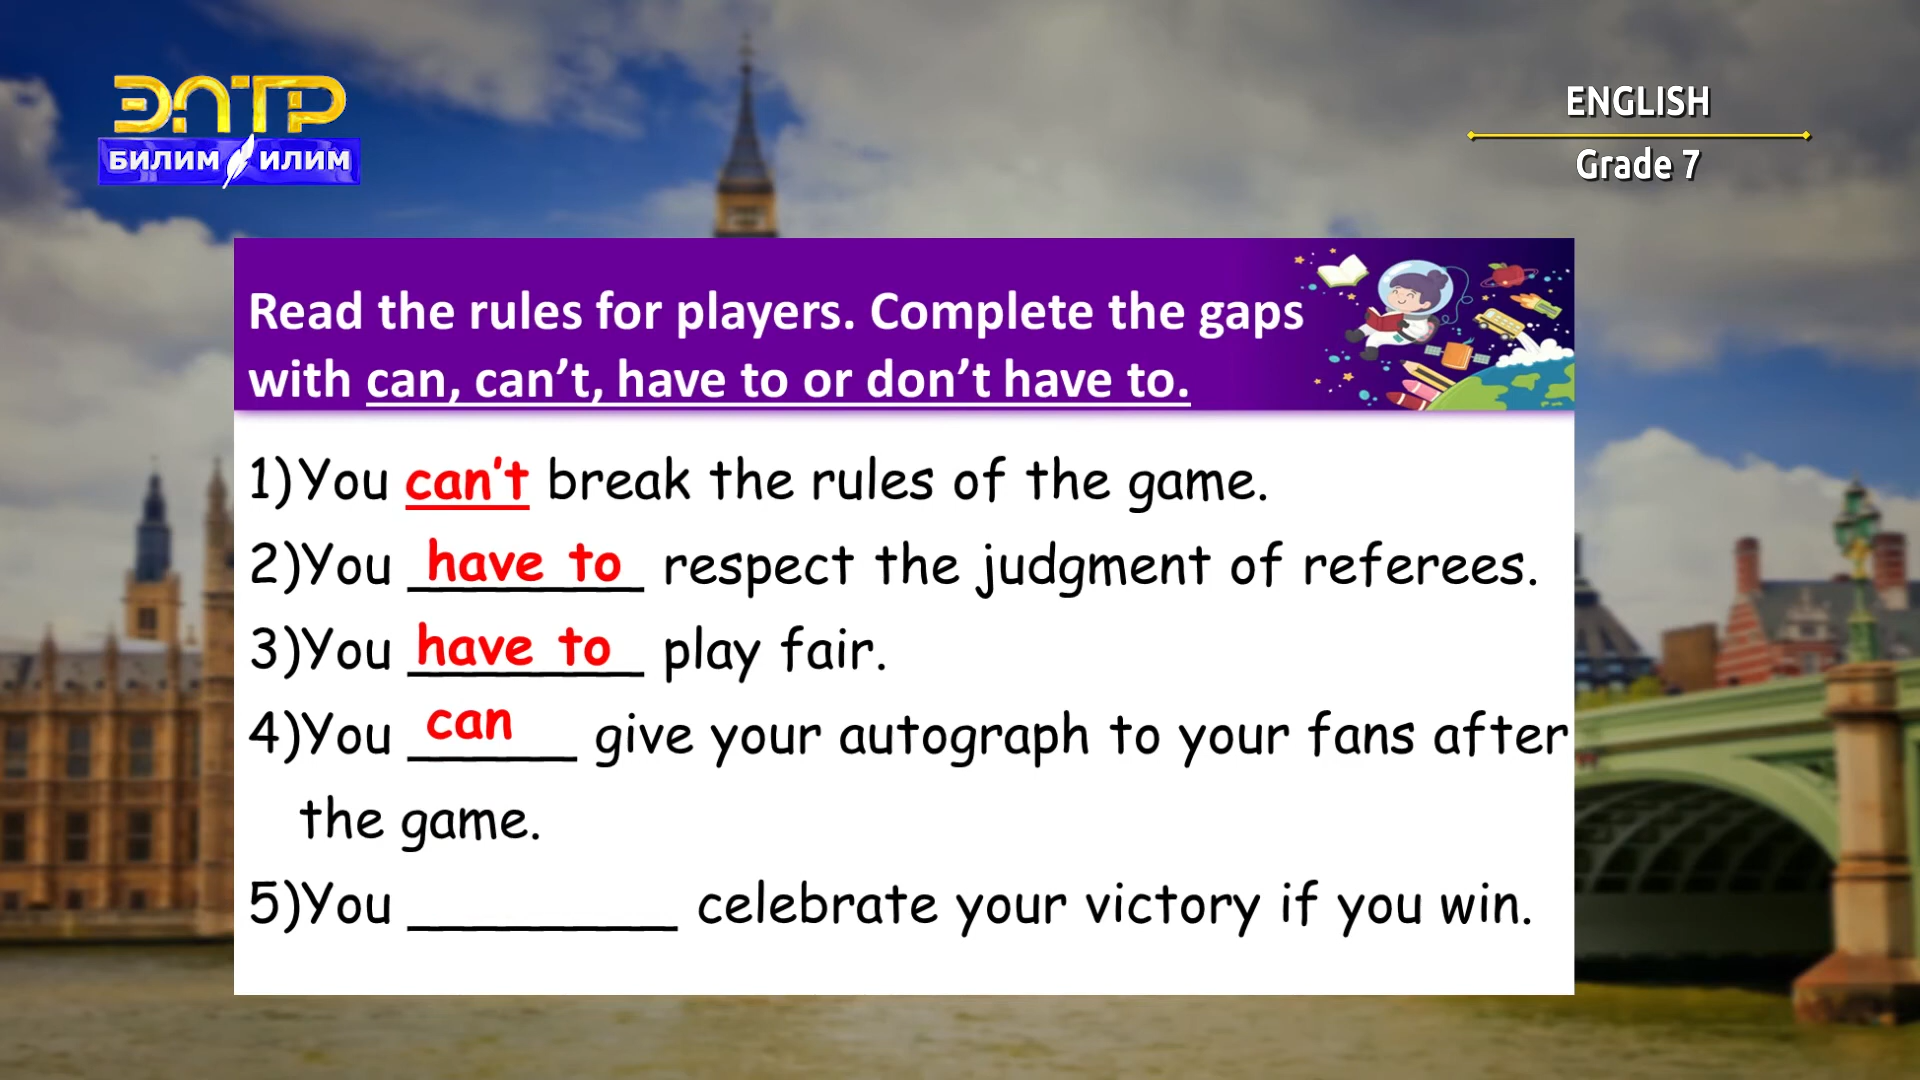 ЭЛТР
БИЛИМ ИЛИМ
ENGLISH
Grade 7
Read the rules for players. Complete the gaps
with can, can’t, have to or don’t have to.
1)You can’t break the rules of the game.
2)You have to respect the judgment of referees.
3)You have to play fair.
4)You can give your autograph to your fans after
the game.
5)You ________ celebrate your victory if you win.